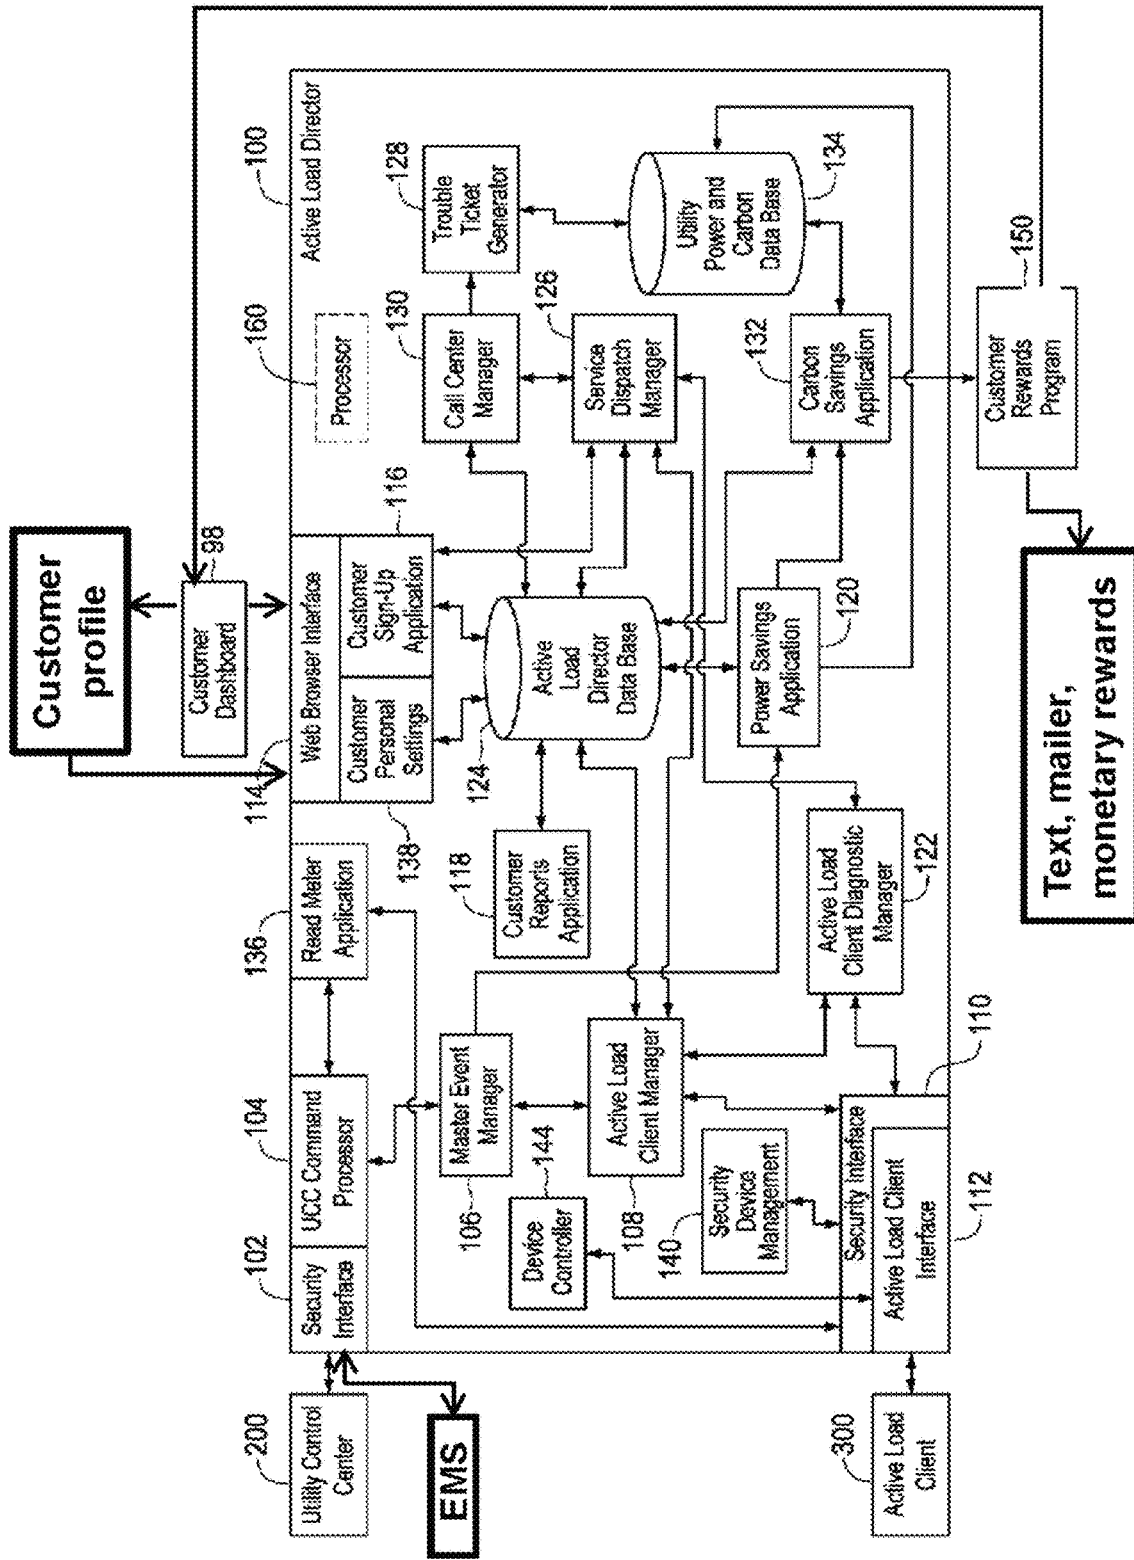 Customer
profile
98
Customer
Dashboard
100
Active Load Director
200
Utility Control
Center
EMS
102
Security
Interface
104
UCC Command
Processor
136
Read Meter
Application
114
Web Browser Interface
Customer
Personal
Settings
138
Customer
Sign-Up
Application
116
160
Processor
106
Master Event
Manager
144
Device
Controller
118
Customer
Reports
Application
124
Active
Load
Director
Data Base
130
Call Center
Manager
128
Trouble
Ticket
Generator
108
Active Load
Client Manager
126
Service
Dispatch
Manager
Utility
Power and
Carbon
Data Base
134
140
Security
Device
Management
Power Savings
Application
120
132
Carbon
Savings
Application
Active Load
Client Diagnostic
Manager
122
300
Active Load
Client
Security Interface
110
Active Load Client
Interface
112
Customer
Rewards
Program
150
Text, mailer,
monetary rewards